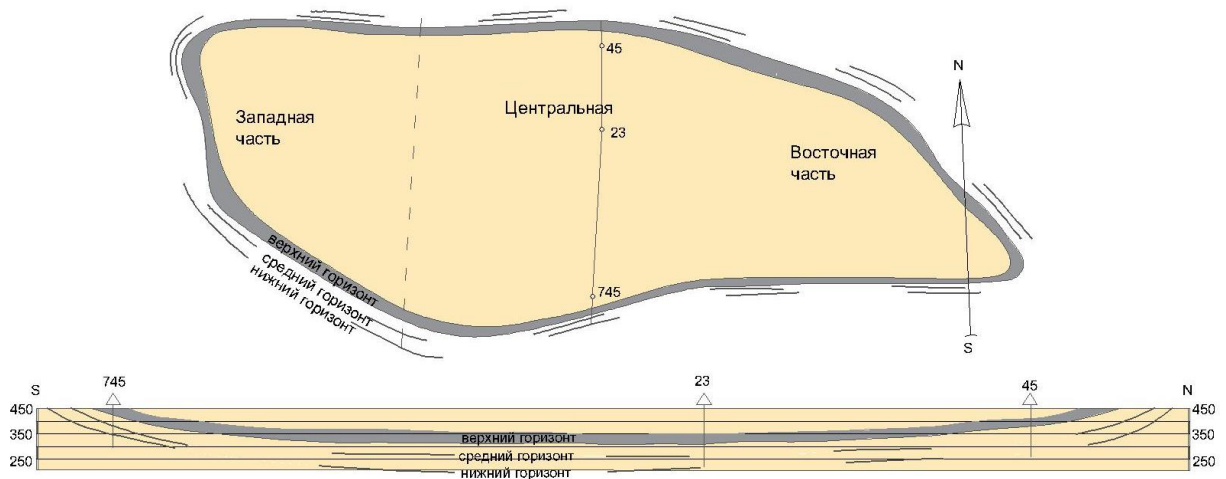 45
N
Западная
часть
Центральная
23
Восточная
часть
верхний горизонт
средний горизонт
нижний горизонт
745
S
S
745
23
45
N
450
450
верхний горизонт
350
350
средний горизонт
250
250
нижний горизонт